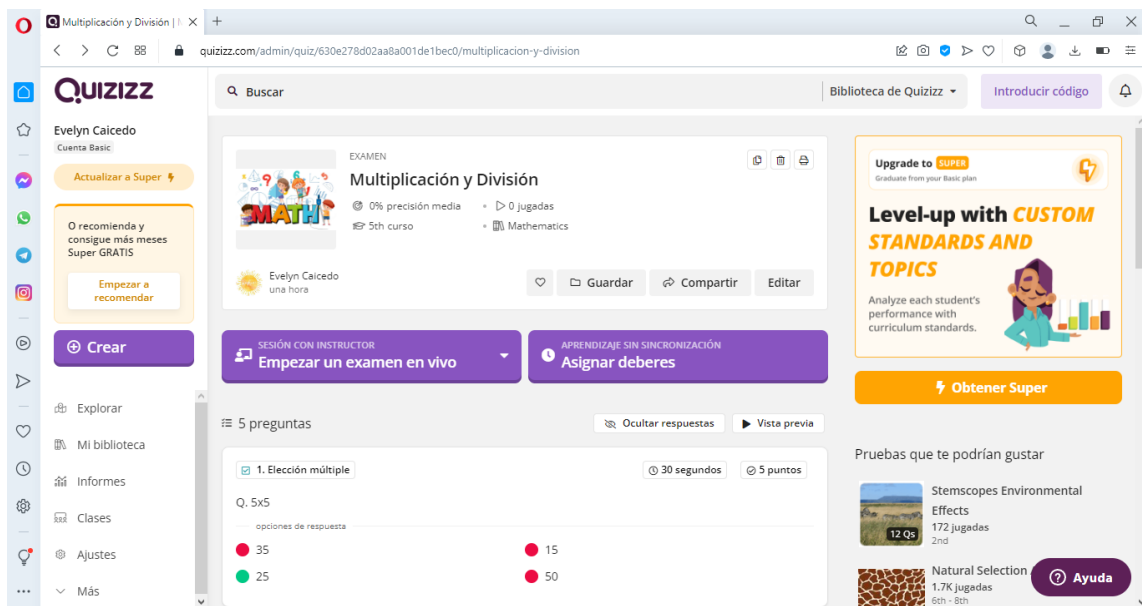 Multiplicación y División |
quizizz.com/admin/quiz/630e278d02aa8a001de1bec0/multiplicacion-y-division
QUIZIZZ
Buscar
Biblioteca de Quizizz
Introducir código
Evelyn Caicedo
Cuenta Basic
Actualizar a Super
O recomienda y
consigue más meses
Super GRATIS
Empezar a
recomendar
Crear
Explorar
Mi biblioteca
Informes
Clases
Ajustes
Más
MATH
EXAMEN
Multiplicación y División
0% precisión media
0 jugadas
5th curso
Mathematics
Evelyn Caicedo
una hora
Guardar
Compartir
Editar
SESIÓN CON INSTRUCTOR
Empezar un examen en vivo
APRENDIZAJE SIN SINCRONIZACIÓN
Asignar deberes
5 preguntas
Ocultar respuestas
Vista previa
1. Elección múltiple
30 segundos
5 puntos
Q. 5x5
opciones de respuesta
35
15
25
50
Upgrade to SUPER
Graduate from your Basic plan
Level-up with CUSTOM
STANDARDS AND
TOPICS
Analyze each student's
performance with
curriculum standards.
Obtener Super
Pruebas que te podrían gustar
12 Qs
Stemscopes Environmental
Effects
172 jugadas
2nd
Natural Selection
1.7K jugadas
6th - 8th
Ayuda